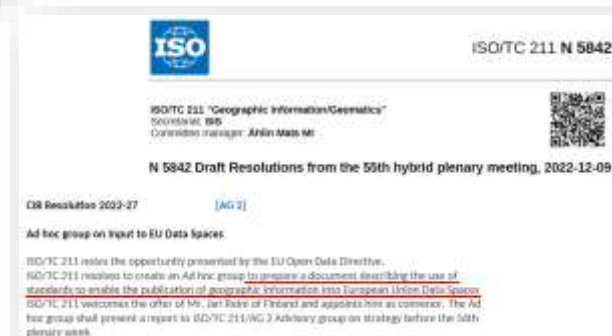 ISO
ISO/TC 211 N 5842
ISO/TC 211 "Geographic information/Geomatics"
Secretariat: SIS
Committee manager: Ahlin Mats Mr
N 5842 Draft Resolutions from the 55th hybrid plenary meeting, 2022-12-09
CIB Resolution 2022-27 [AG 2]
Ad hoc group on Input to EU Data Spaces
ISO/TC 211 notes the opportunity presented by the EU Open Data Directive.
ISO/TC 211 resolves to create an Ad hoc group to prepare a document describing the use of
standards to enable the publication of geographic information into European Union Data Spaces
ISO/TC 211 welcomes the offer of Mr. Jari Reini of Finland and appoints him as convenor. The Ad
hoc group shall present a report to ISO/TC 211/AG 2 Advisory group on strategy before the 56th
plenary week.